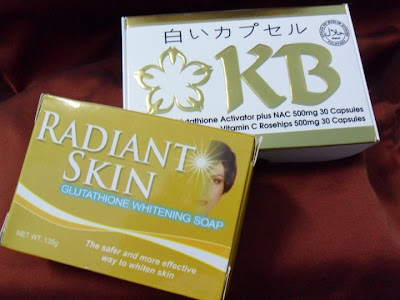 白いカプセル
KB
Glutathione Activator plus NAC 500mg 30 Capsules
Vitamin C Rosehips 500mg 30 Capsules
RADIANT
SKIN
GLUTATHIONE WHITENING SOAP
NET WT. 135g
The safer and more effective
way to whiten skin